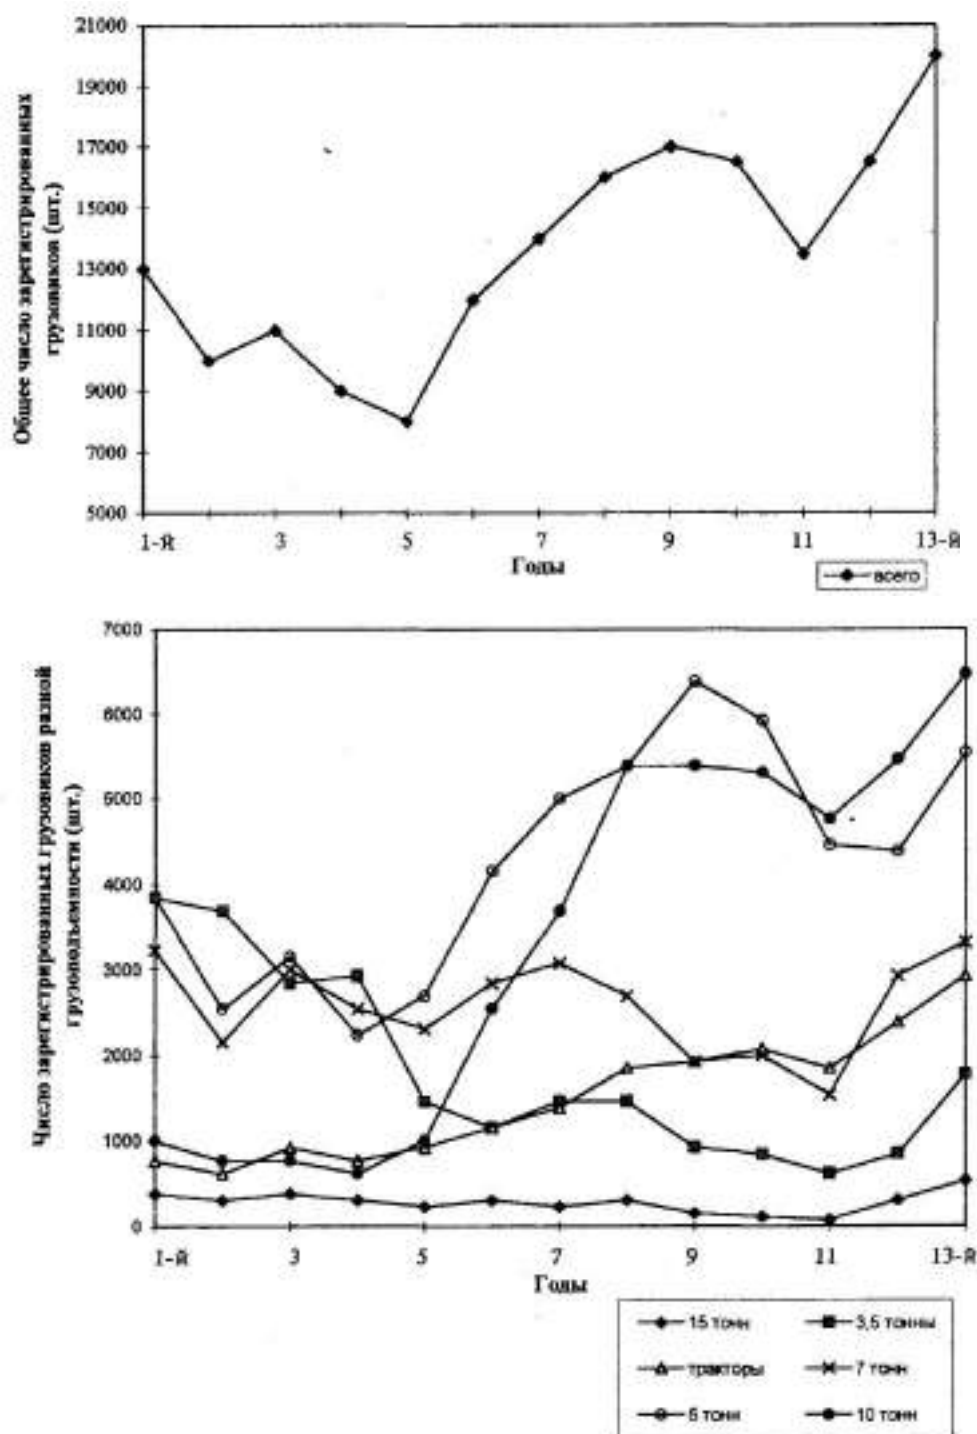 Общее число зарегистрированных
грузовиков (шт.)
21000
19000
17000
15000
13000
11000
9000
7000
5000
1-й
3
5
7
9
11
13-й
Годы
всего
Число зарегистрированных грузовиков разной
грузоподъемности (шт.)
7000
6000
5000
4000
3000
2000
1000
0
1-й
3
5
7
9
11
13-й
Годы
15 тонн
3,5 тонны
тракторы
7 тонн
5 тонн
10 тонн